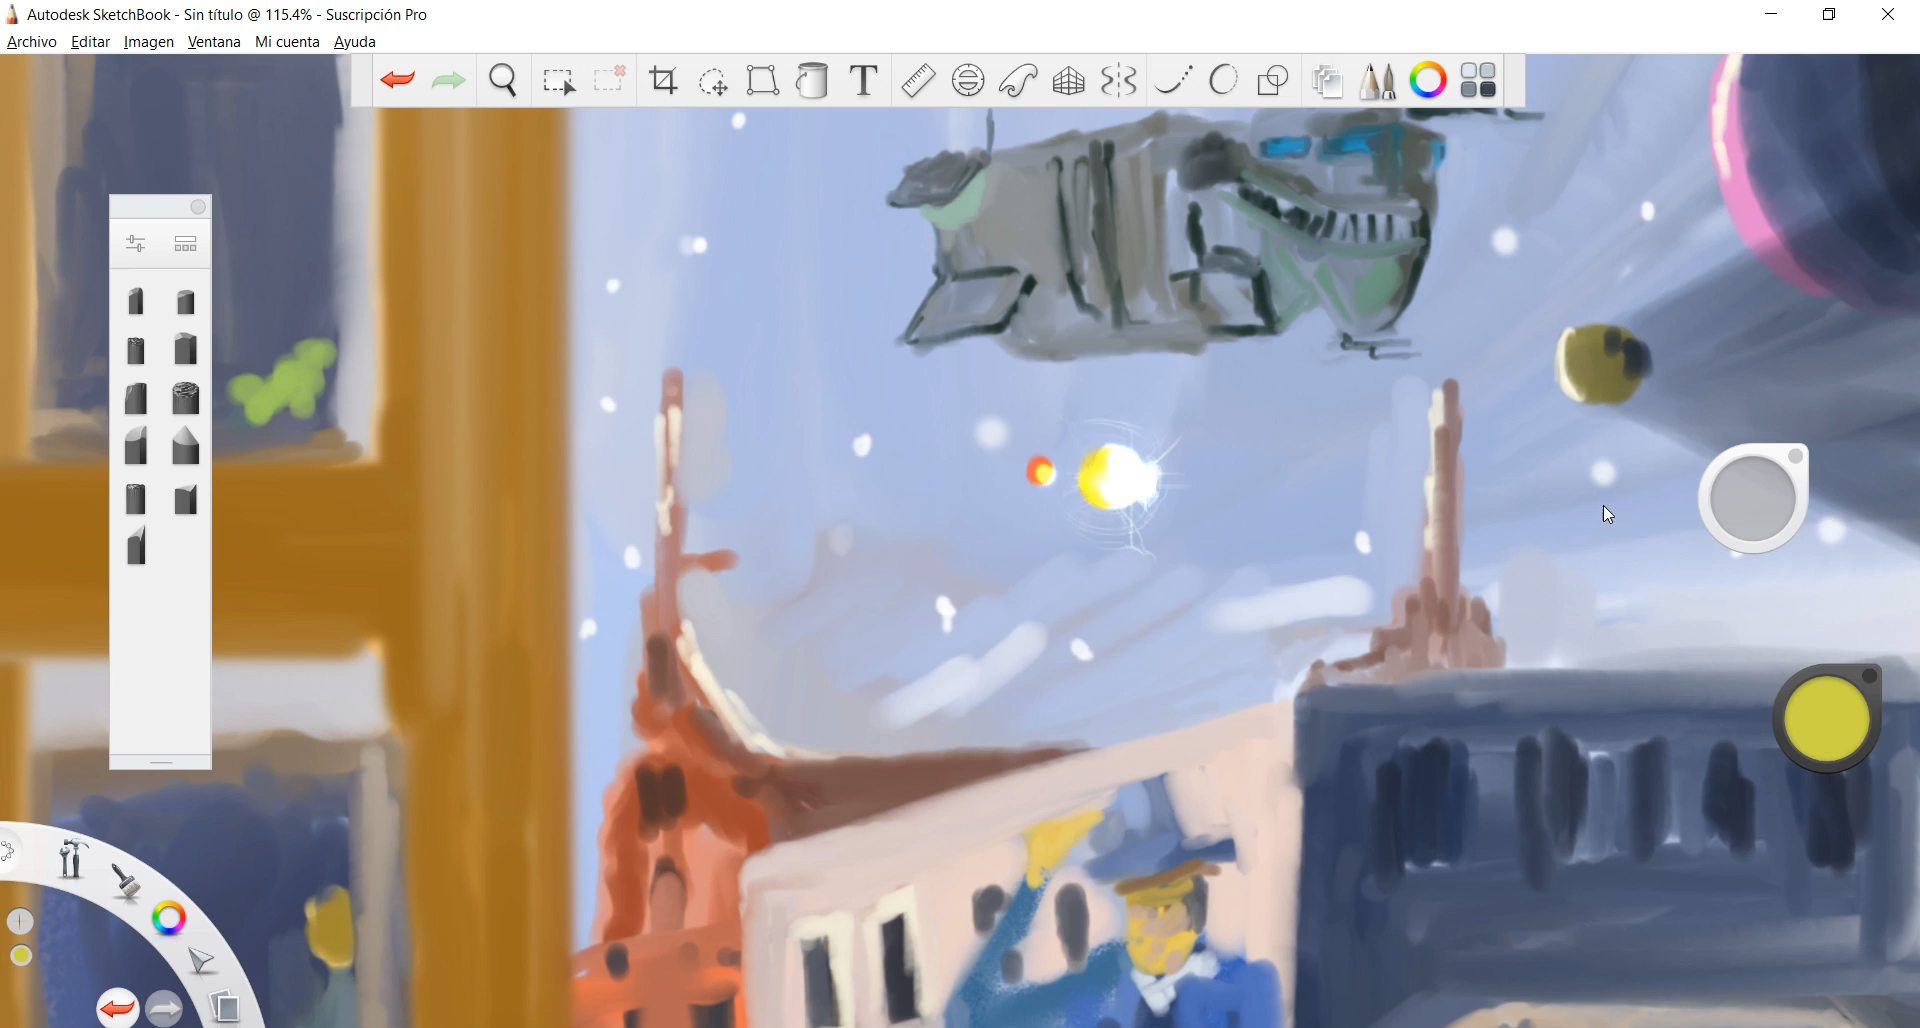 Autodesk SketchBook - Sin título @ 115.4% - Suscripción Pro
Archivo Editar Imagen Ventana Mi cuenta Ayuda
T